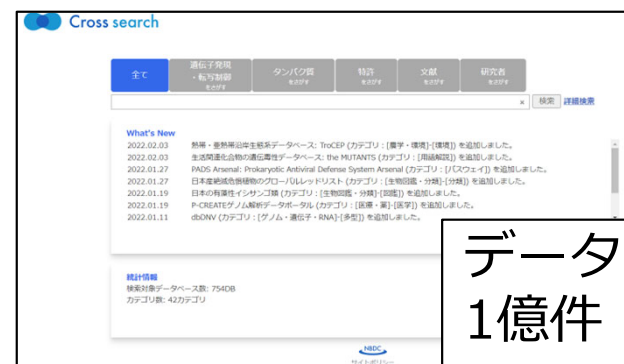 Cross search
全て
遺伝子発現
・転写制御
をさがす
タンパク質
をさがす
特許
をさがす
文献
をさがす
研究者
をさがす
× 検索 詳細検索
What's New
2022.02.03 熱帯・亜熱帯沿岸生態系データベース: TroCEP (カテゴリ : [農学・環境]-[環境]) を追加しました。
2022.02.03 生活関連化合物の遺伝毒性データベース: the MUTANTS (カテゴリ : [用語解説]) を追加しました。
2022.01.27 PADS Arsenal: Prokaryotic Antiviral Defense System Arsenal (カテゴリ : [パスウェイ]) を追加しました。
2022.01.27 日本産絶滅危惧植物のグローバルレッドリスト (カテゴリ : [生物図鑑・分類]-[分類]) を追加しました。
2022.01.19 日本の有藻性イシサンゴ類 (カテゴリ : [生物図鑑・分類]-[図鑑]) を追加しました。
2022.01.19 P-CREATEゲノム解析データポータル (カテゴリ : [医療・薬]-[医学]) を追加しました。
2022.01.11 dbDNV (カテゴリ : [ゲノム・遺伝子・RNA]-[多型]) を追加しました。
統計情報
検索対象データベース数: 754DB
カテゴリ数: 42カテゴリ
データ
1億件
NBDC
サイトポリシー